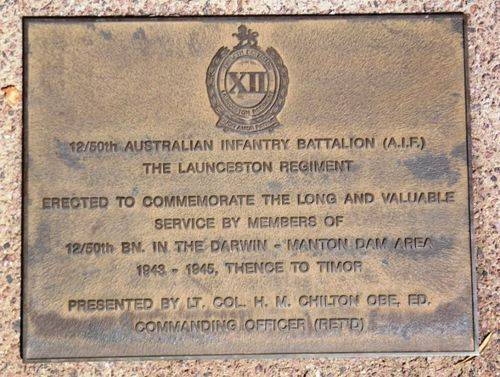 XII
12/50th AUSTRALIAN INFANTRY BATTALION (A.I.F.)
THE LAUNCESTON REGIMENT
ERECTED TO COMMEMORATE THE LONG AND VALUABLE
SERVICE BY MEMBERS OF
12/50th BN. IN THE DARWIN - MANTON DAM AREA
1943 - 1945, THENCE TO TIMOR
PRESENTED BY LT. COL. H. M. CHILTON OBE, ED.
COMMANDING OFFICER (RET'D)